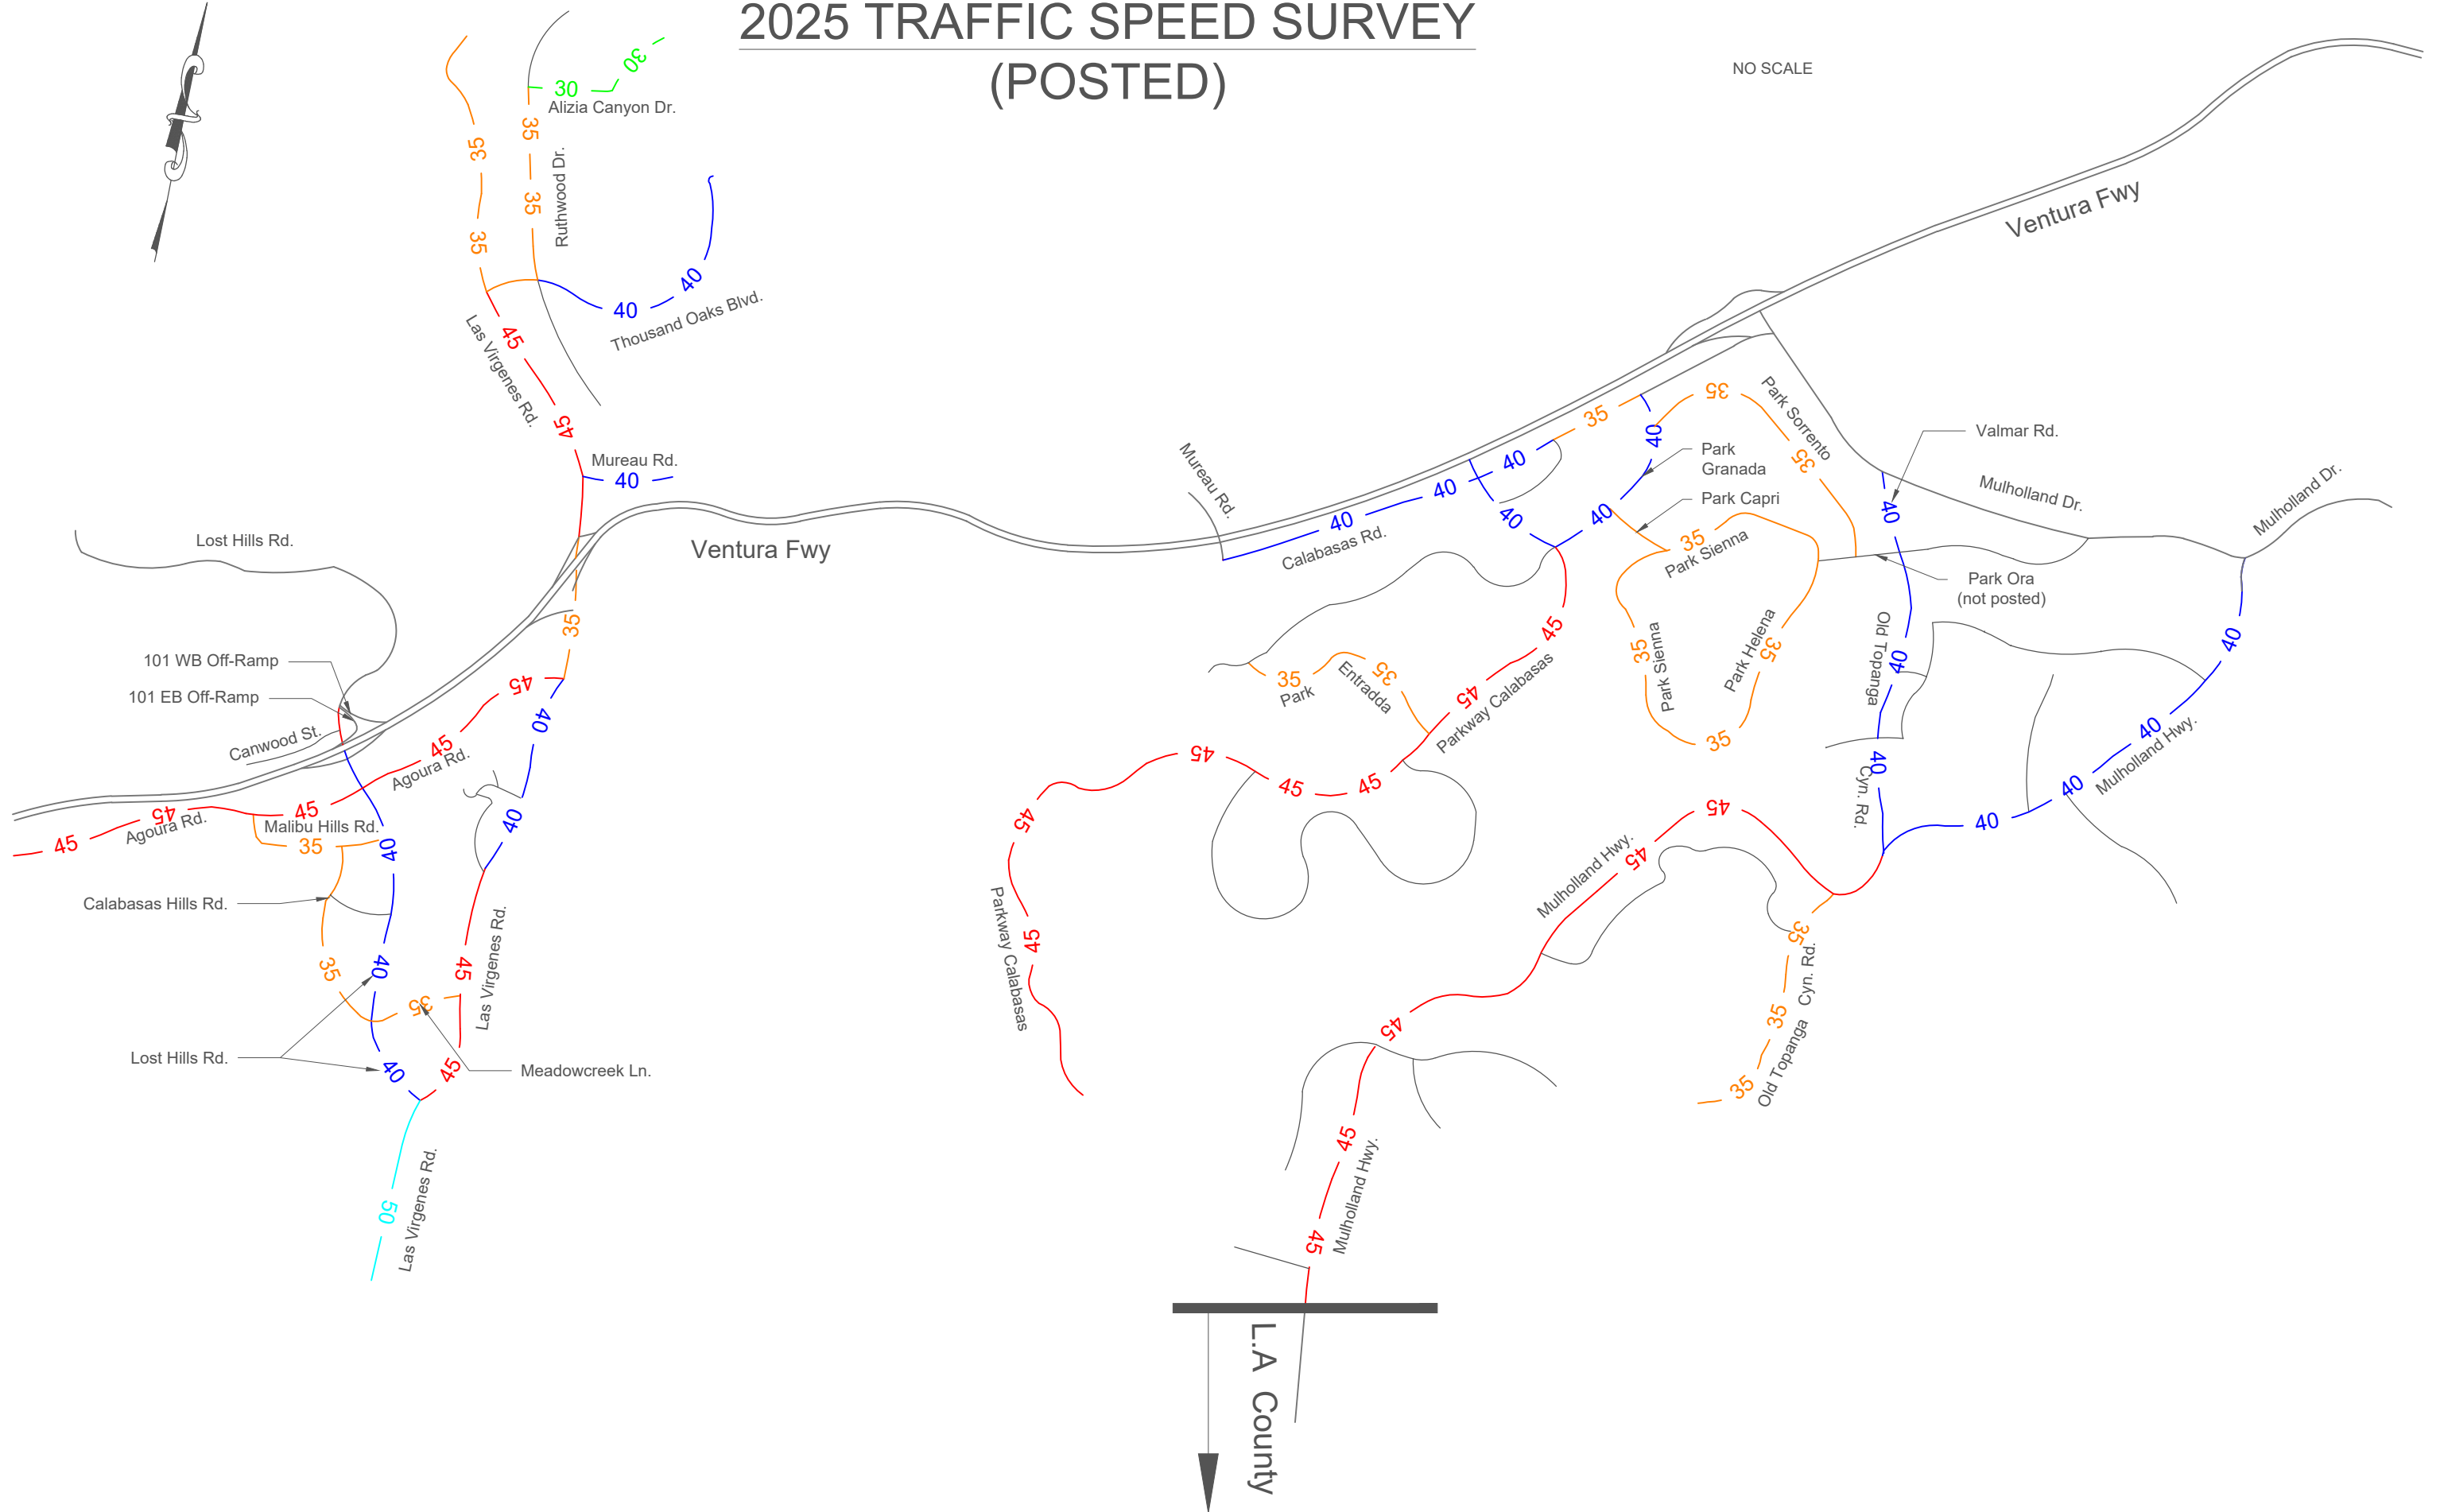 2025 TRAFFIC SPEED SURVEY
(POSTED)
NO SCALE
30
30
Alizia Canyon Dr.
35
35
Ruthwood Dr.
35
35
40
40
Thousand Oaks Blvd.
45
Las Virgenes Rd.
45
Mureau Rd.
40
Ventura Fwy
Ventura Fwy
Lost Hills Rd.
101 WB Off-Ramp
101 EB Off-Ramp
Canwood St.
35
45
45
Agoura Rd.
40
40
45
45
45
Agoura Rd.
Malibu Hills Rd.
35
40
Calabasas Hills Rd.
35
40
35
45
Las Virgenes Rd.
Lost Hills Rd.
40
45
Meadowcreek Ln.
50
Las Virgenes Rd.
Mureau Rd.
40
40
40
35
Calabasas Rd.
40
40
40
35
Park Sorrento
35
Park
Granada
Park Capri
35
Park Sienna
35
Park Sienna
35
Park Helena
35
Valmar Rd.
40
Mulholland Dr.
Mulholland Dr.
Park Ora
(not posted)
Old Topanga
40
40
Cyn. Rd.
40
40
40
40
Mulholland Hwy.
45
45
Parkway Calabasas
35
35
Park
Entradda
45
45
45
45
45
Parkway Calabasas
45
45
Mulholland Hwy.
45
45
45
Mulholland Hwy.
35
35
35
Old Topanga Cyn. Rd.
L.A County